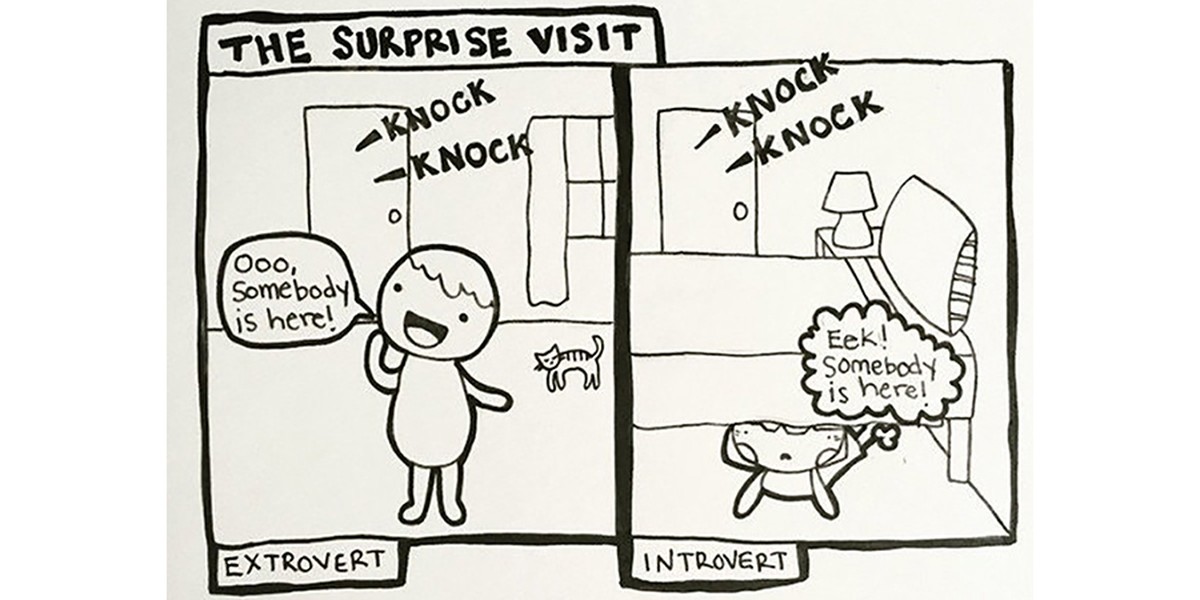 THE SURPRISE VISIT
KNOCK
KNOCK
Ooo,
Somebody
is here!
EXTROVERT
KNOCK
KNOCK
Eek!
Somebody
is here!
INTROVERT